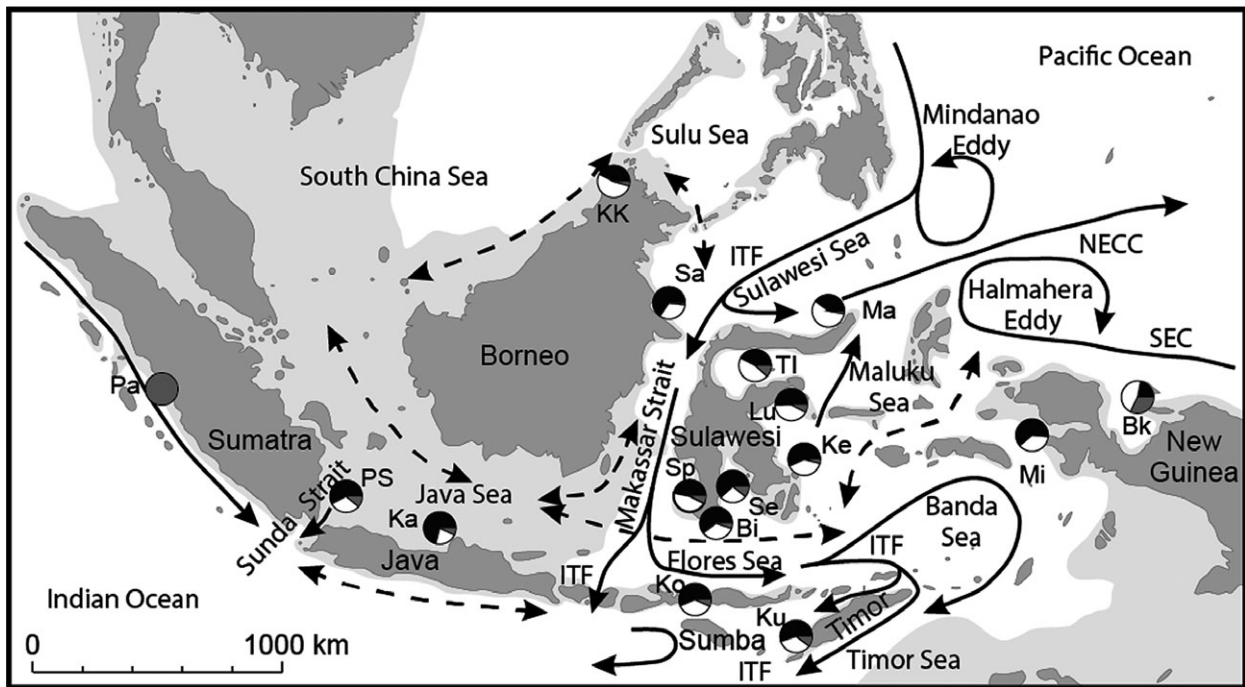 Pacific Ocean
Mindanao
Eddy
Sulu Sea
South China Sea
KK
NECC
ITF
Sulawesi Sea
Sa
Halmahera
Eddy
Ma
SEC
Borneo
TI
Pa
Maluku
Sea
Makassar Strait
Lu
Bk
Sumatra
Sulawesi
Ke
New
Guinea
Mi
Sp
PS
Sunda Strait
Java Sea
Se
Ka
Bi
Banda
Sea
Java
Flores Sea
ITF
ITF
Ko
Indian Ocean
Ku
Timor
Sumba
0
1000 km
ITF
Timor Sea